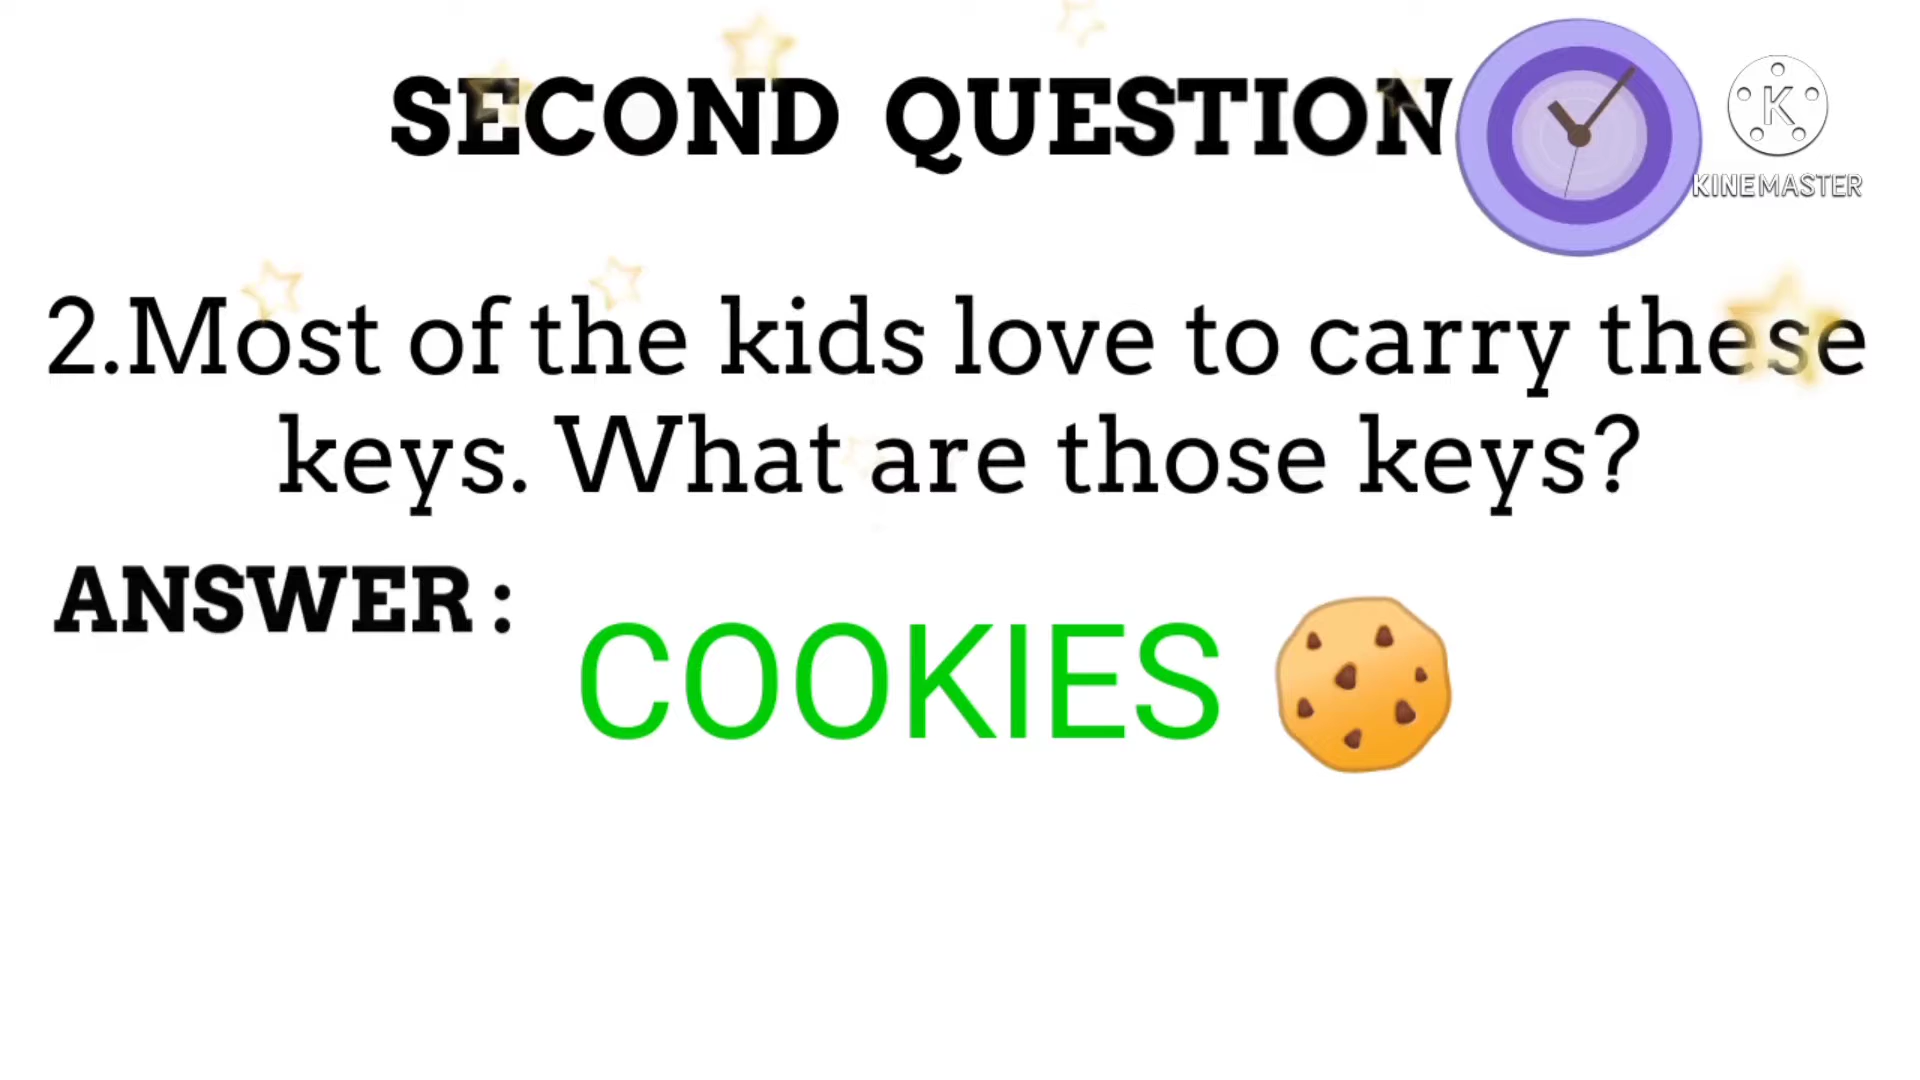 SECOND QUESTION
K
KINEMASTER
2.Most of the kids love to carry these
keys. What are those keys?
ANSWER :
COOKIES